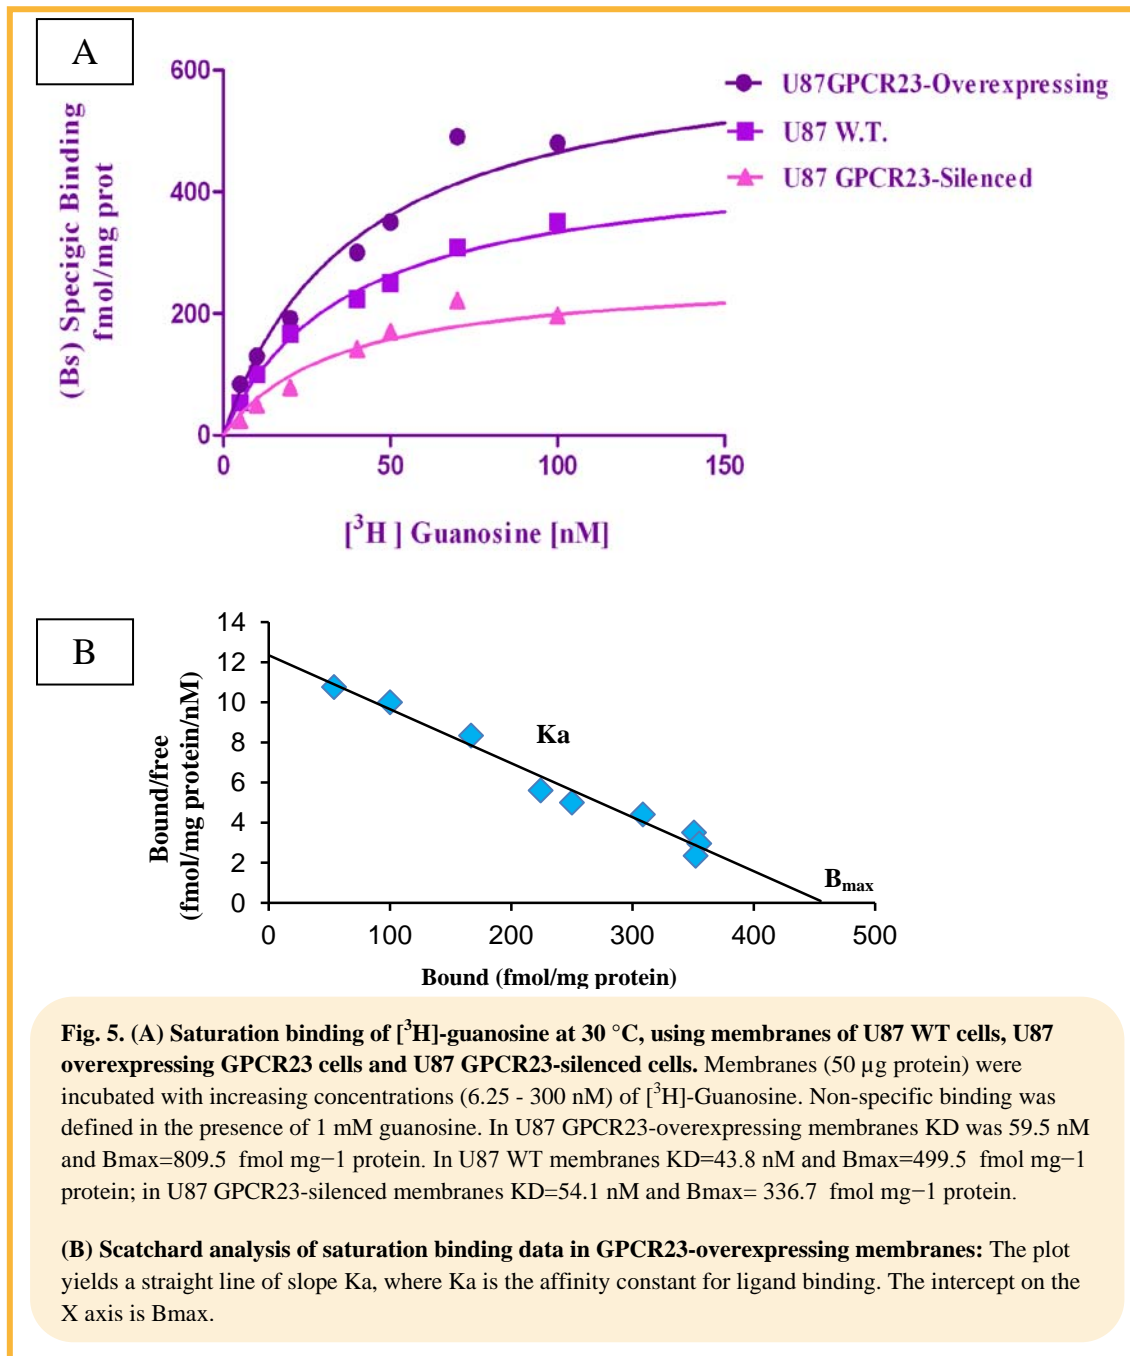 A
600
400
200
0
0 50 100 150
(Bs) Specigic Binding
fmol/mg prot
[³H ] Guanosine [nM]
U87GPCR23-Overexpressing
U87 W.T.
U87 GPCR23-Silenced
B
14
12
10
8
6
4
2
0
0 100 200 300 400 500
Bound/free
(fmol/mg protein/nM)
Ka
Bmax
Bound (fmol/mg protein)
Fig. 5. (A) Saturation binding of [³H]-guanosine at 30 °C, using membranes of U87 WT cells, U87
overexpressing GPCR23 cells and U87 GPCR23-silenced cells. Membranes (50 µg protein) were
incubated with increasing concentrations (6.25 - 300 nM) of [³H]-Guanosine. Non-specific binding was
defined in the presence of 1 mM guanosine. In U87 GPCR23-overexpressing membranes KD was 59.5 nM
and Bmax=809.5 fmol mg−1 protein. In U87 WT membranes KD=43.8 nM and Bmax=499.5 fmol mg−1
protein; in U87 GPCR23-silenced membranes KD=54.1 nM and Bmax= 336.7 fmol mg−1 protein.
(B) Scatchard analysis of saturation binding data in GPCR23-overexpressing membranes: The plot
yields a straight line of slope Ka, where Ka is the affinity constant for ligand binding. The intercept on the
X axis is Bmax.